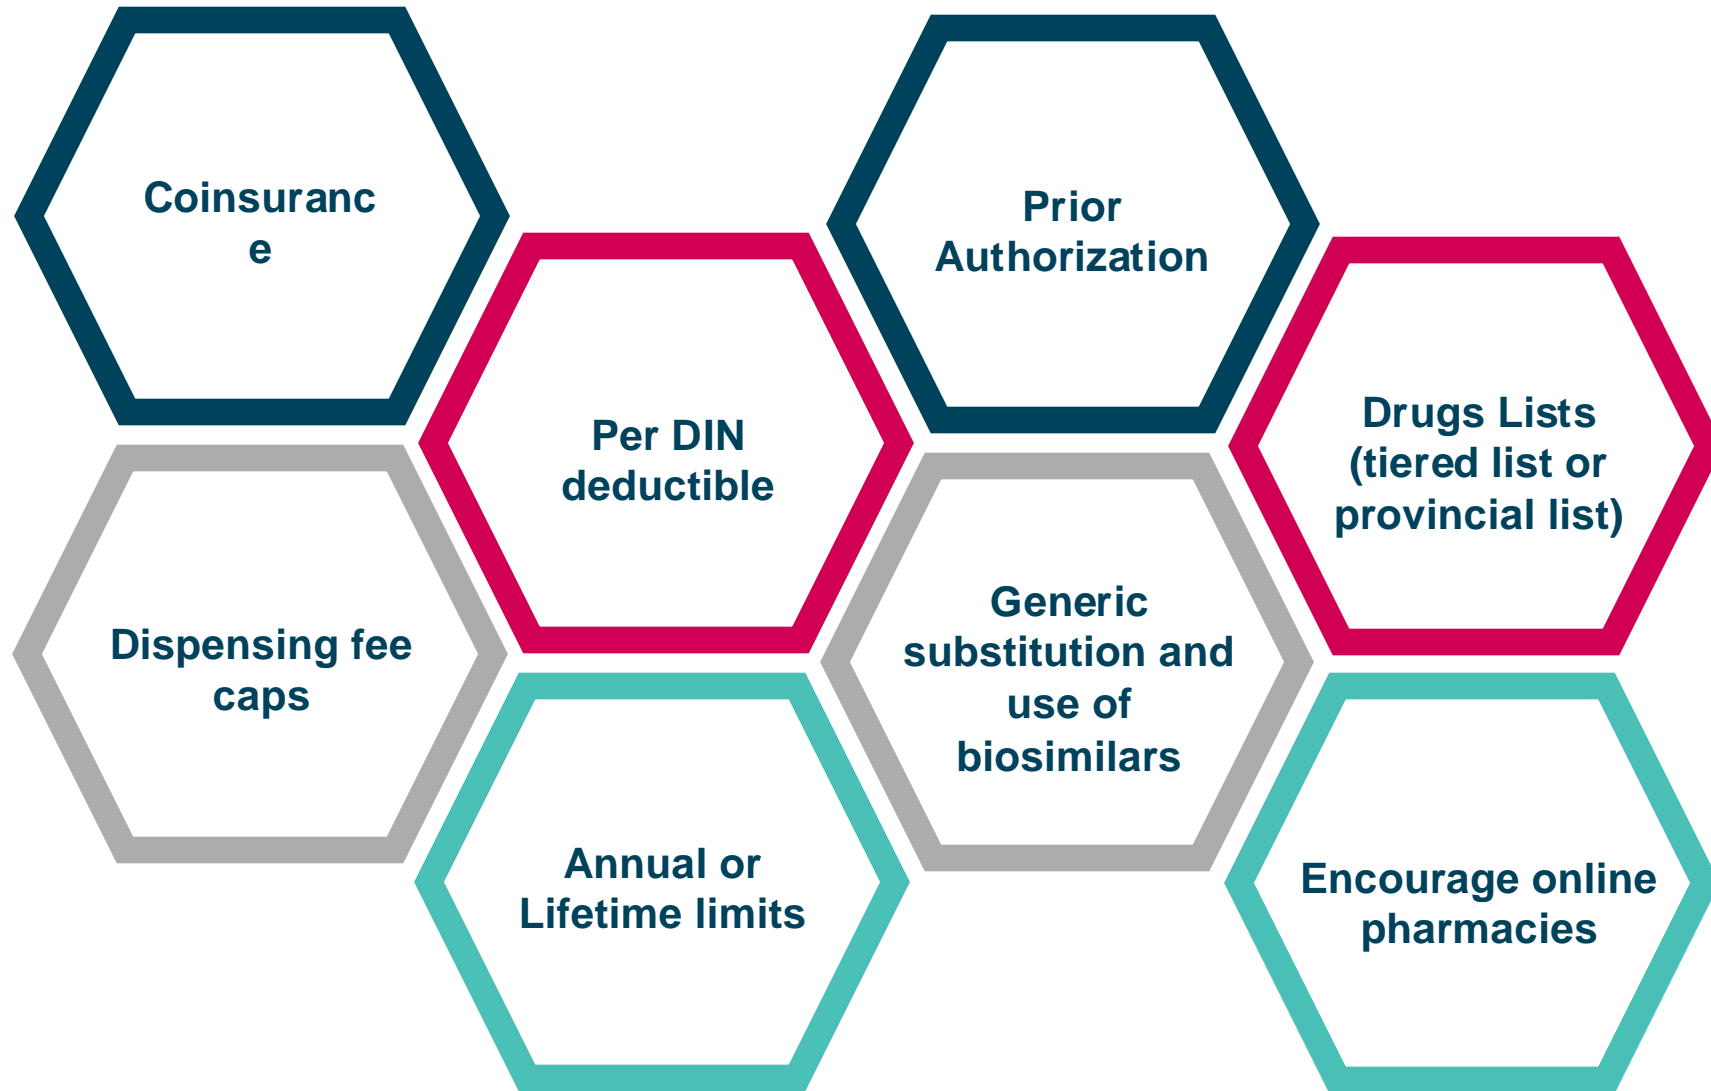 Coinsuranc
e
Prior
Authorization
Per DIN
deductible
Drugs Lists
(tiered list or
provincial list)
Dispensing fee
caps
Generic
substitution and
use of
biosimilars
Annual or
Lifetime limits
Encourage online
pharmacies